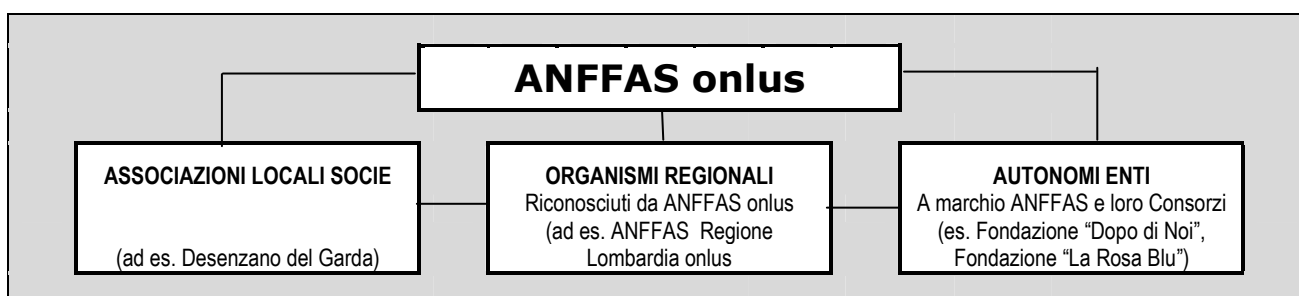 ANFFAS onlus
ASSOCIAZIONI LOCALI SOCIE
(ad es. Desenzano del Garda)
ORGANISMI REGIONALI
Riconosciuti da ANFFAS onlus
(ad es. ANFFAS Regione
Lombardia onlus
AUTONOMI ENTI
A marchio ANFFAS e loro Consorzi
(es. Fondazione “Dopo di Noi”,
Fondazione “La Rosa Blu”)